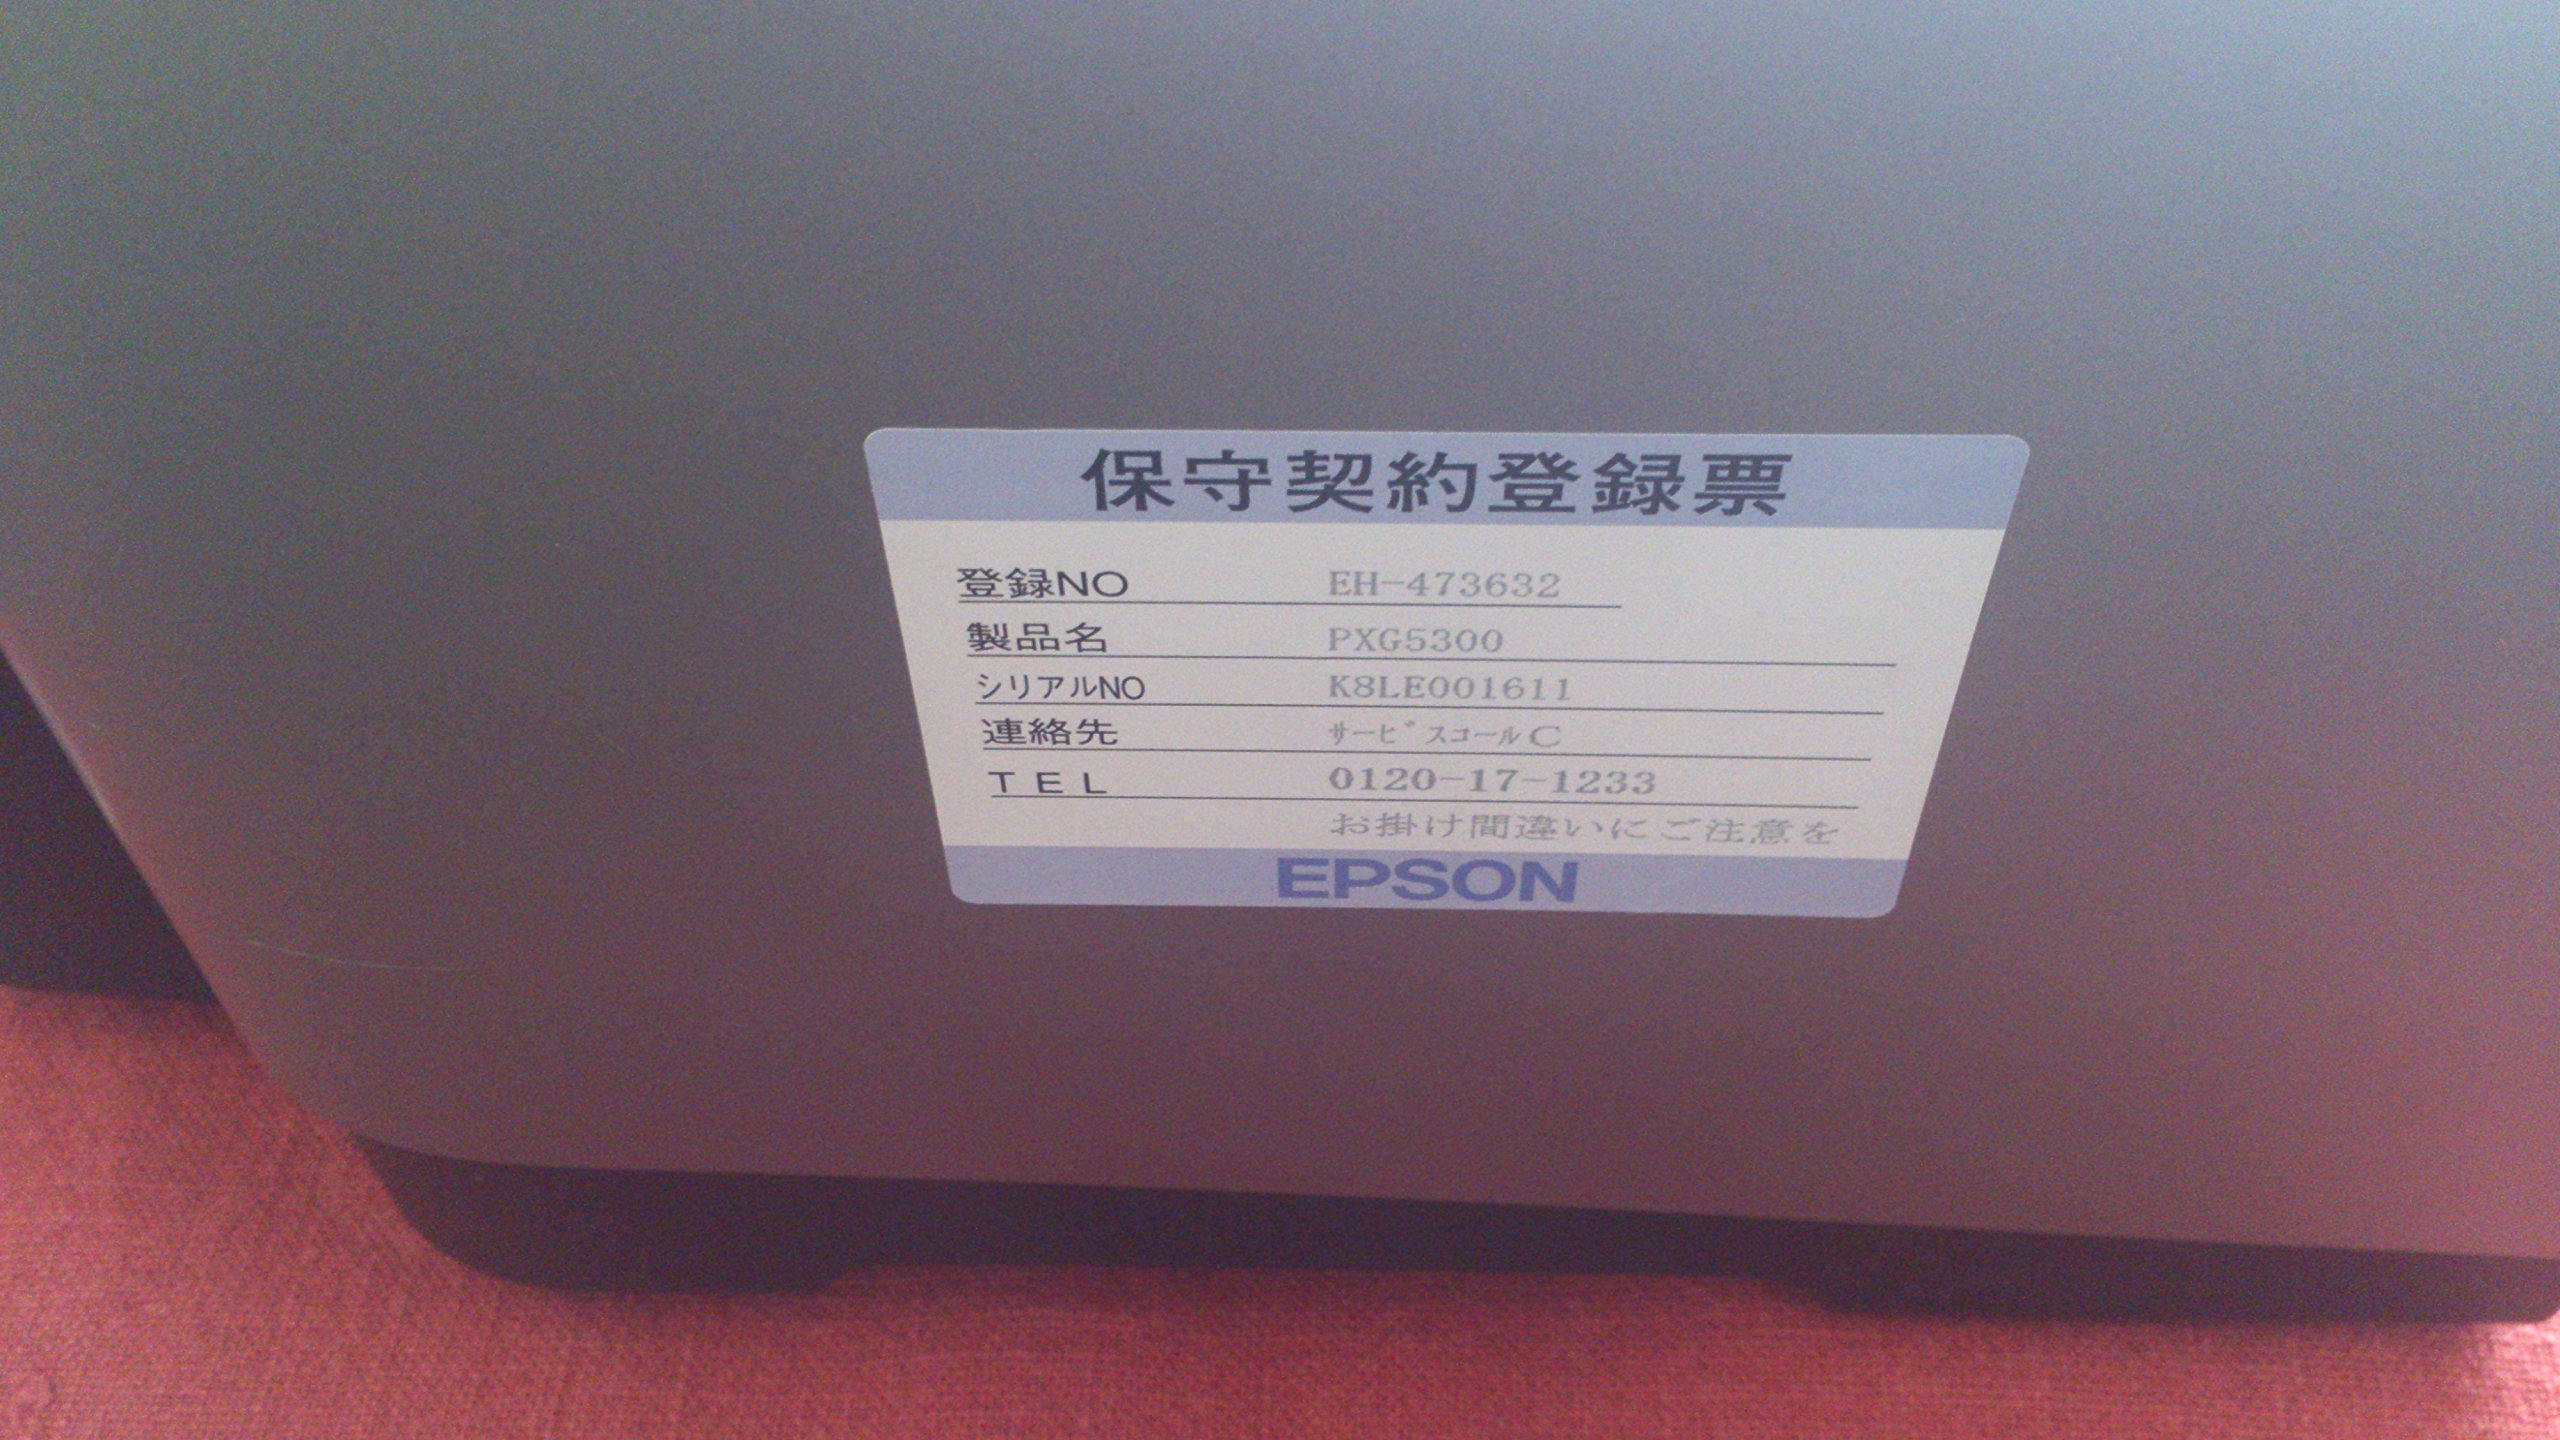 保守契約登録票
登録NO EH-473632
製品名 PXG5300
シリアルNO K8LE001611
連絡先 ｻｰﾋﾞｽｺｰﾙC
ＴＥＬ 0120-17-1233
お掛け間違いにご注意を
EPSON